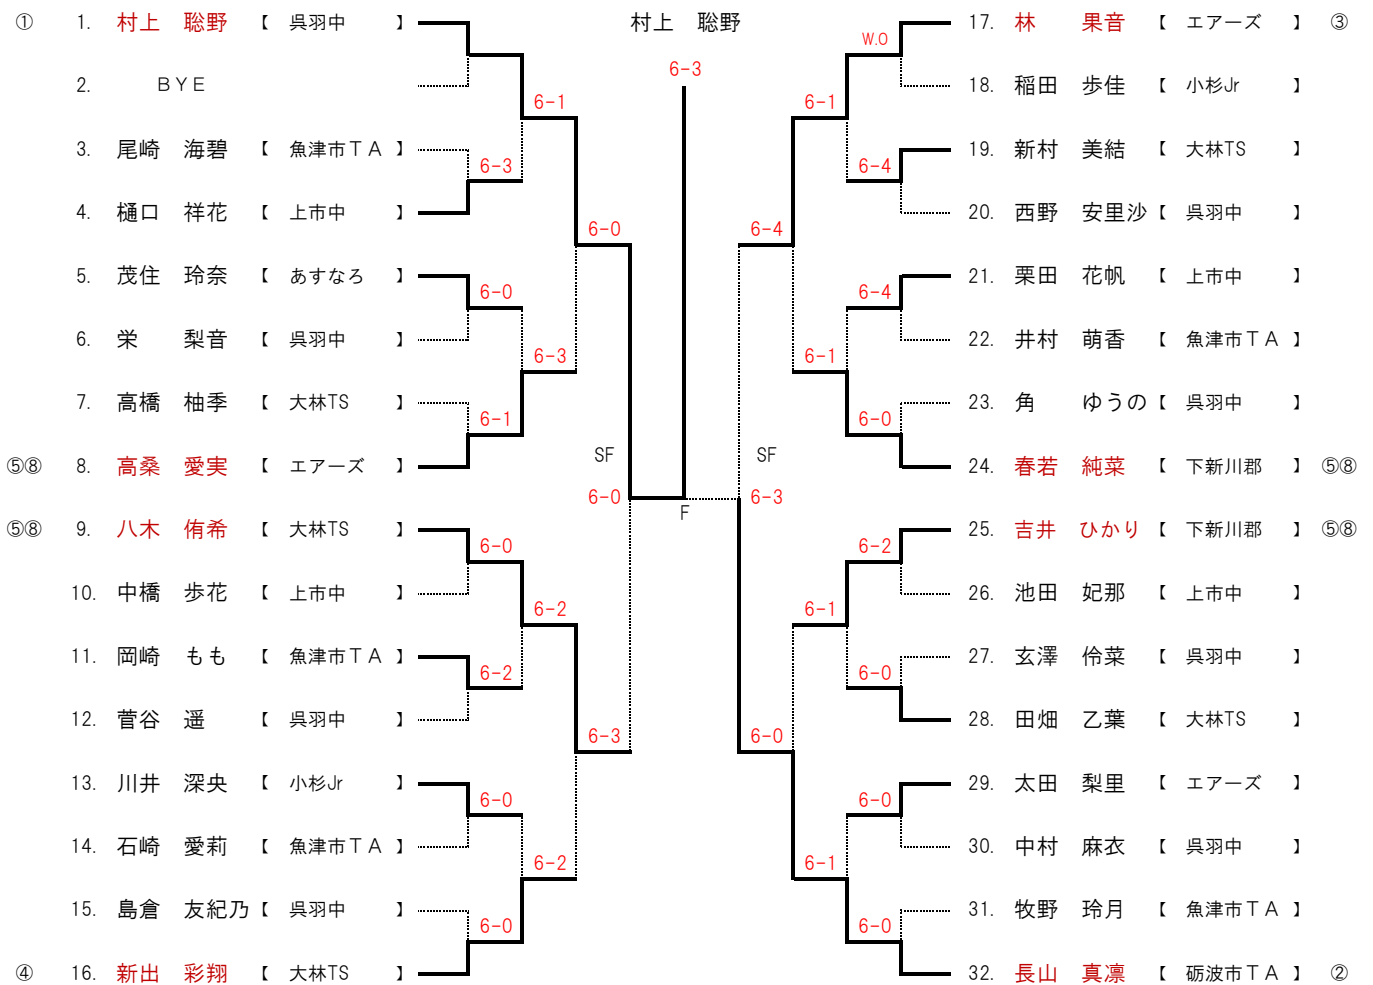 村上 聡野
① 1. 村上 聡野 【 呉羽中 】
2. ＢＹＥ
3. 尾崎 海碧 【 魚津市ＴＡ 】
4. 樋口 祥花 【 上市中 】
5. 茂住 玲奈 【 あすなろ 】
6. 栄 梨音 【 呉羽中 】
7. 高橋 柚季 【 大林TS 】
⑤⑧ 8. 高桑 愛実 【 エアーズ 】
⑤⑧ 9. 八木 侑希 【 大林TS 】
10. 中橋 歩花 【 上市中 】
11. 岡崎 もも 【 魚津市ＴＡ 】
12. 菅谷 遥 【 呉羽中 】
13. 川井 深央 【 小杉Jr 】
14. 石崎 愛莉 【 魚津市ＴＡ 】
15. 島倉 友紀乃 【 呉羽中 】
④ 16. 新出 彩翔 【 大林TS 】
6-3
6-0
6-1
6-0
6-2
6-0
6-0
6-1
6-3
6-2
6-2
6-0
6-3
SF
6-0
6-3
F
SF
6-3
6-4
6-0
6-1
6-1
6-1
6-1
W.O
6-4
6-4
6-0
6-2
6-0
6-0
6-0
17. 林 果音 【 エアーズ 】 ③
18. 稲田 歩佳 【 小杉Jr 】
19. 新村 美結 【 大林TS 】
20. 西野 安里沙 【 呉羽中 】
21. 栗田 花帆 【 上市中 】
22. 井村 萌香 【 魚津市ＴＡ 】
23. 角 ゆうの 【 呉羽中 】
24. 春若 純菜 【 下新川郡 】 ⑤⑧
25. 吉井 ひかり 【 下新川郡 】 ⑤⑧
26. 池田 妃那 【 上市中 】
27. 玄澤 伶菜 【 呉羽中 】
28. 田畑 乙葉 【 大林TS 】
29. 太田 梨里 【 エアーズ 】
30. 中村 麻衣 【 呉羽中 】
31. 牧野 玲月 【 魚津市ＴＡ 】
32. 長山 真凛 【 砺波市ＴＡ 】 ②